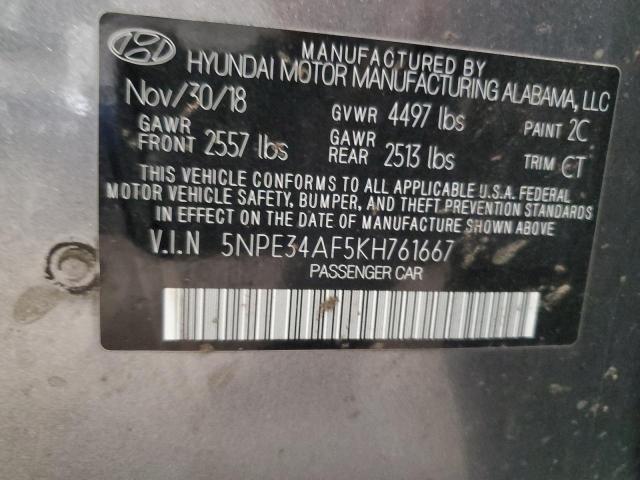 MANUFACTURED BY
HYUNDAI MOTOR MANUFACTURING ALABAMA, LLC
Nov/30/18 GVWR 4497 lbs PAINT 2C
GAWR FRONT 2557 lbs GAWR REAR 2513 lbs TRIM CT
THIS VEHICLE CONFORMS TO ALL APPLICABLE U.S.A. FEDERAL
MOTOR VEHICLE SAFETY, BUMPER, AND THEFT PREVENTION STANDARDS
IN EFFECT ON THE DATE OF MANUFACTURE SHOWN ABOVE.
V.I.N 5NPE34AF5KH761667
PASSENGER CAR